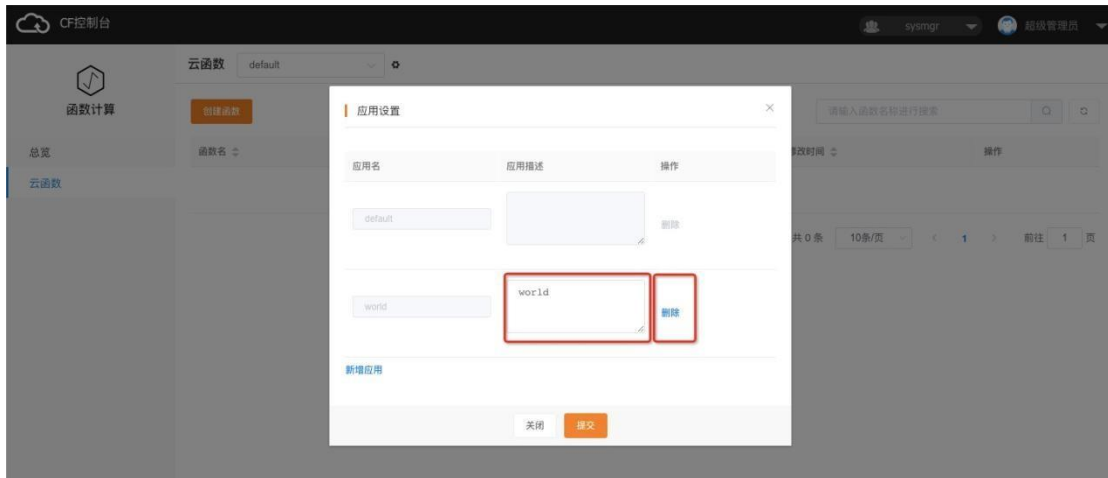 CF控制台
sysmgr
超级管理员
函数计算
总览
云函数
云函数 default
创建函数
请输入函数名称进行搜索
函数名
修改时间
操作
共 0 条 10条/页 1 前往 1 页
应用设置
应用名 应用描述 操作
default 删除
world world 删除
新增应用
关闭 提交